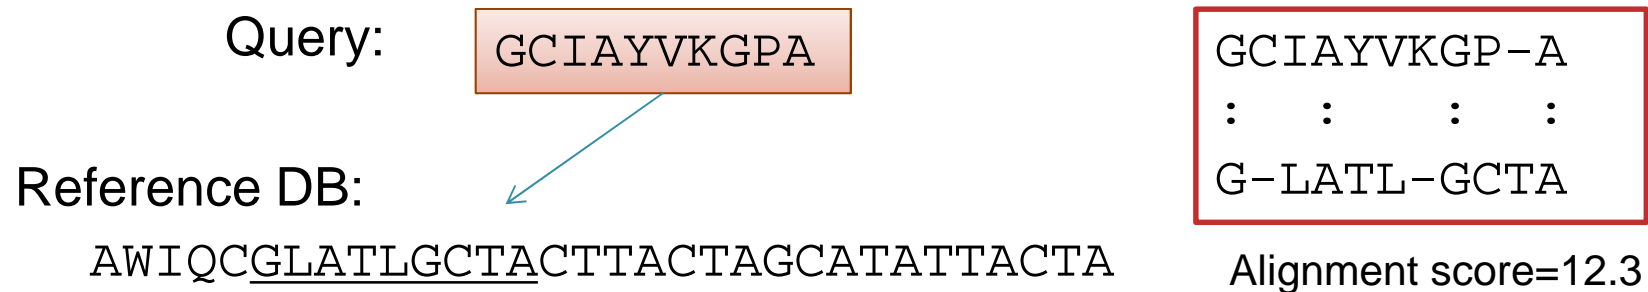 Query:
GCIAYVKGPA
Reference DB:
AWIQCGLATLGCTACTTACTAGCATATTACTA
GCIAYVKGP-A
: : : :
G-LATL-GCTA
Alignment score=12.3